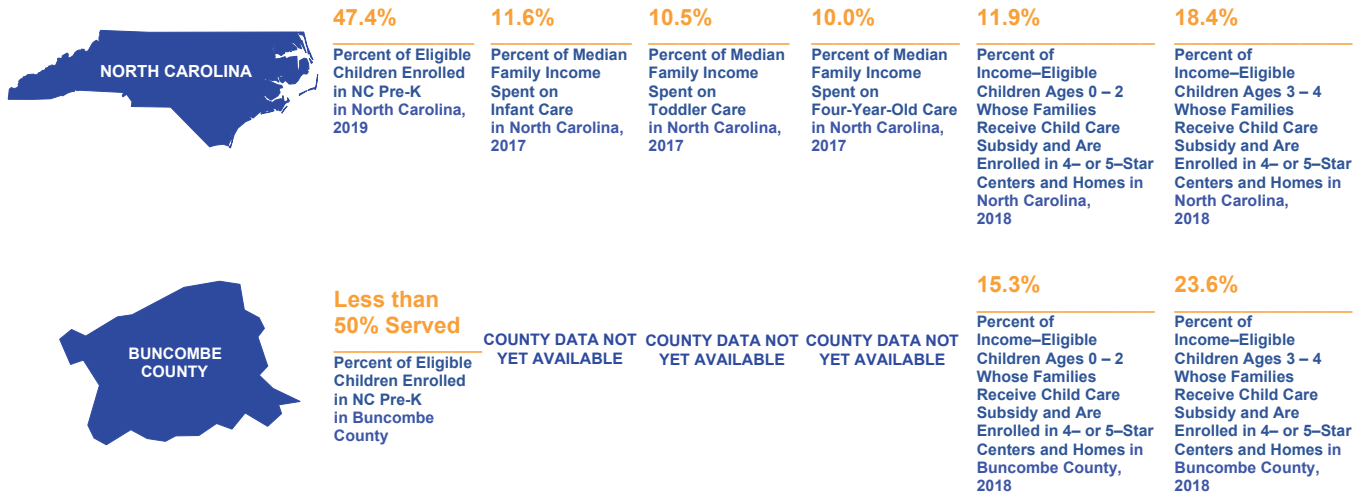 NORTH CAROLINA
47.4%
Percent of Eligible
Children Enrolled
in NC Pre-K
in North Carolina,
2019
11.6%
Percent of Median
Family Income
Spent on
Infant Care
in North Carolina,
2017
10.5%
Percent of Median
Family Income
Spent on
Toddler Care
in North Carolina,
2017
10.0%
Percent of Median
Family Income
Spent on
Four-Year-Old Care
in North Carolina,
2017
11.9%
Percent of
Income–Eligible
Children Ages 0 – 2
Whose Families
Receive Child Care
Subsidy and Are
Enrolled in 4– or 5–Star
Centers and Homes in
North Carolina,
2018
18.4%
Percent of
Income–Eligible
Children Ages 3 – 4
Whose Families
Receive Child Care
Subsidy and Are
Enrolled in 4– or 5–Star
Centers and Homes in
North Carolina,
2018
BUNCOMBE
COUNTY
Less than
50% Served
Percent of Eligible
Children Enrolled
in NC Pre-K
in Buncombe
County
COUNTY DATA NOT
YET AVAILABLE
COUNTY DATA NOT
YET AVAILABLE
COUNTY DATA NOT
YET AVAILABLE
15.3%
Percent of
Income–Eligible
Children Ages 0 – 2
Whose Families
Receive Child Care
Subsidy and Are
Enrolled in 4– or 5–Star
Centers and Homes in
Buncombe County,
2018
23.6%
Percent of
Income–Eligible
Children Ages 3 – 4
Whose Families
Receive Child Care
Subsidy and Are
Enrolled in 4– or 5–Star
Centers and Homes in
Buncombe County,
2018